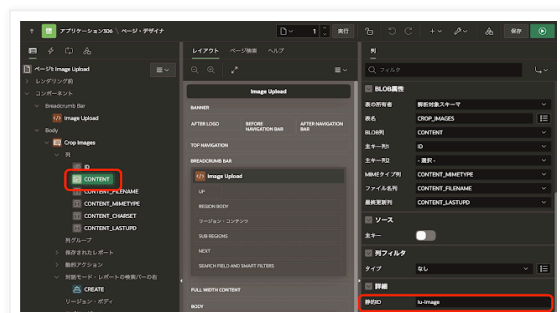 アプリケーション106 \ ページ・デザイナ
1
実行
保存
ページ1: Image Upload
レンダリング前
コンポーネント
Breadcrumb Bar
Image Upload
Body
Crop Images
列
ID
CONTENT
CONTENT_FILENAME
CONTENT_MIMETYPE
CONTENT_CHARSET
CONTENT_LASTUPD
列グループ
保存されたレポート
動的アクション
対話モード・レポートの検索バーの右
CREATE
リージョン・ボディ
レイアウト ページ検索 ヘルプ
Image Upload
BANNER
AFTER LOGO
BEFORE NAVIGATION BAR
AFTER NAVIGATION BAR
TOP NAVIGATION
BREADCRUMB BAR
Image Upload
UP
REGION BODY
リージョン・コンテンツ
SUB REGIONS
NEXT
SEARCH FIELD AND SMART FILTERS
FULL WIDTH CONTENT
BODY
列
フィルタ
BLOB属性
表の所有者 解析対象スキーマ
表名 CROP_IMAGES
BLOB列 CONTENT
主キー列1 ID
主キー列2 - 選択 -
MIMEタイプ列 CONTENT_MIMETYPE
ファイル名列 CONTENT_FILENAME
最終更新列 CONTENT_LASTUPD
ソース
主キー
列フィルタ
タイプ なし
詳細
静的ID iu-image